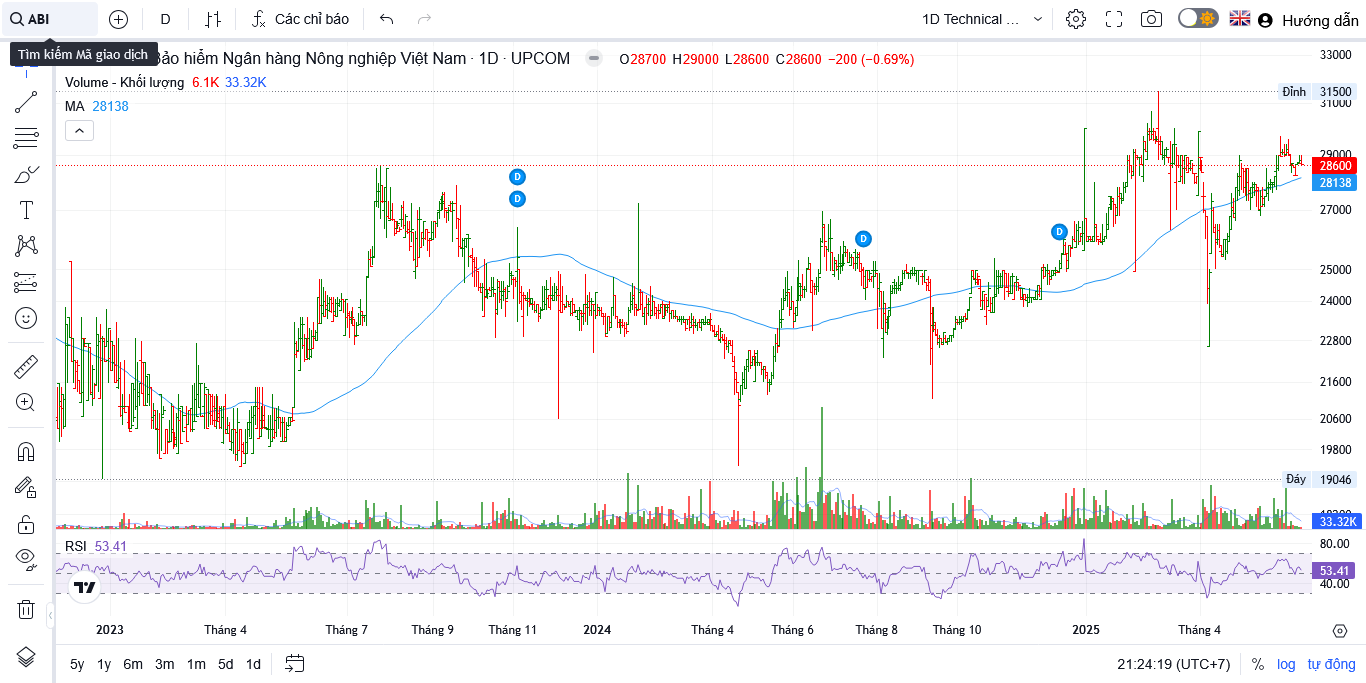 ABI
D
Các chỉ báo
1D Technical ...
Hướng dẫn
Tìm kiếm Mã giao dịch
Bảo hiểm Ngân hàng Nông nghiệp Việt Nam · 1D · UPCOM
O28700 H29000 L28600 C28600 −200 (−0.69%)
Volume - Khối lượng 6.1K 33.32K
MA 28138
33000
Đỉnh 31500
31000
29000
28600
28138
27000
25000
24000
22800
21600
20600
19800
Đáy 19046
33.32K
D
D
D
D
RSI 53.41
80.00
53.41
40.00
2023 Tháng 4 Tháng 7 Tháng 9 Tháng 11 2024 Tháng 4 Tháng 6 Tháng 8 Tháng 10 2025 Tháng 4
5y 1y 6m 3m 1m 5d 1d
21:24:19 (UTC+7) % log tự động